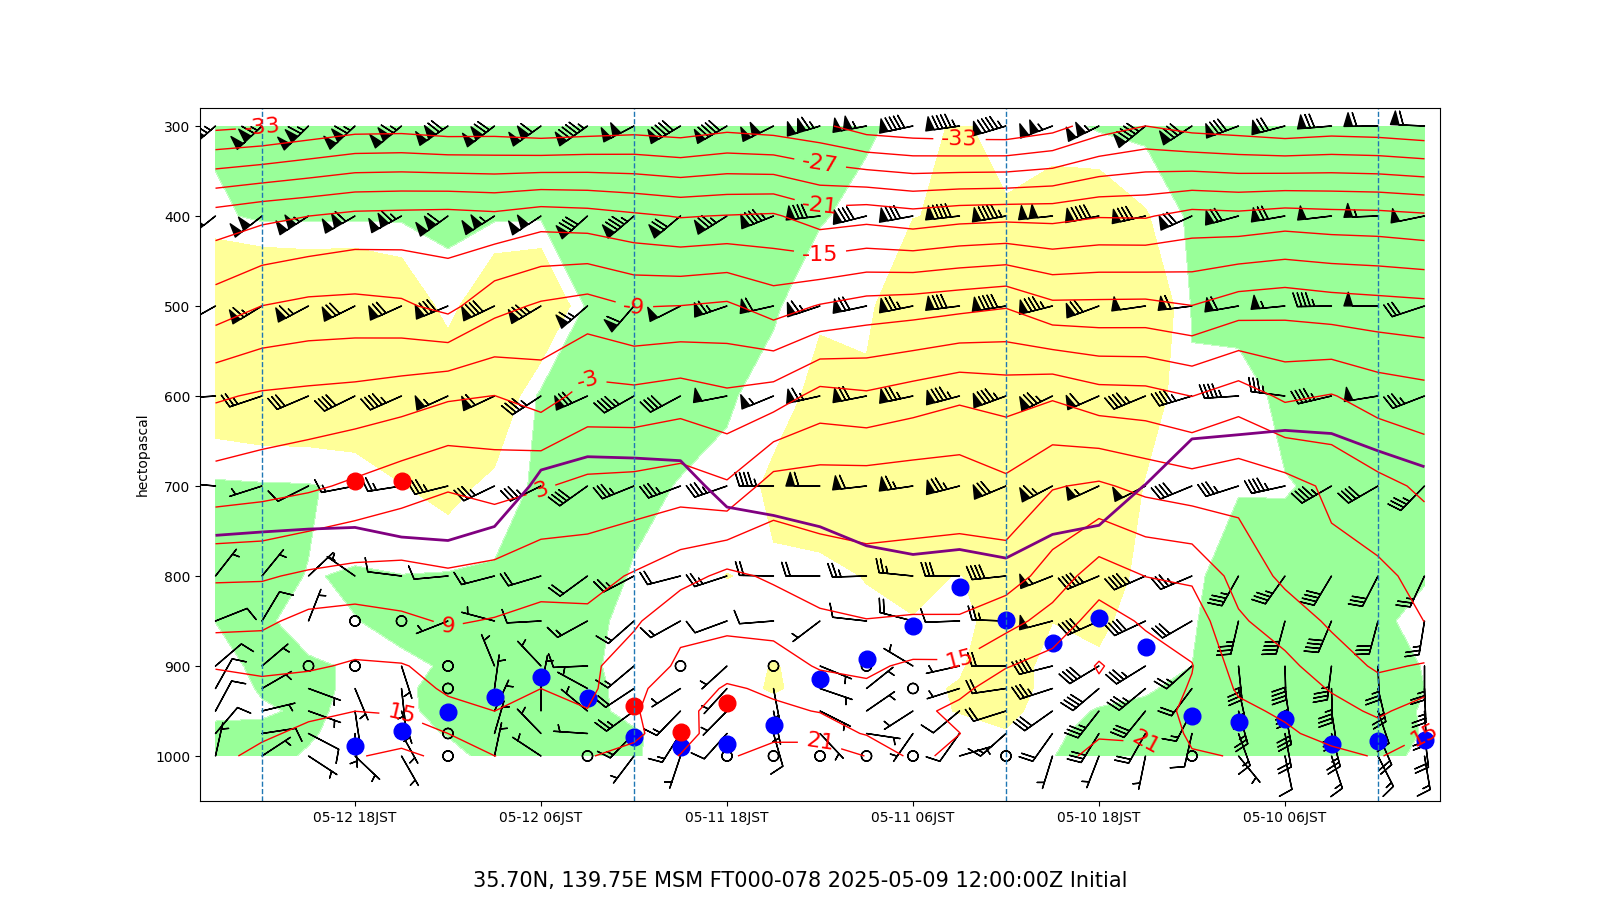 300
400
500
600
700
800
900
1000
hectopascal
-33
-33
-27
-21
-15
-9
-3
3
9
15
15
21
21
15
05-12 18JST
05-12 06JST
05-11 18JST
05-11 06JST
05-10 18JST
05-10 06JST
35.70N, 139.75E MSM FT000-078 2025-05-09 12:00:00Z Initial